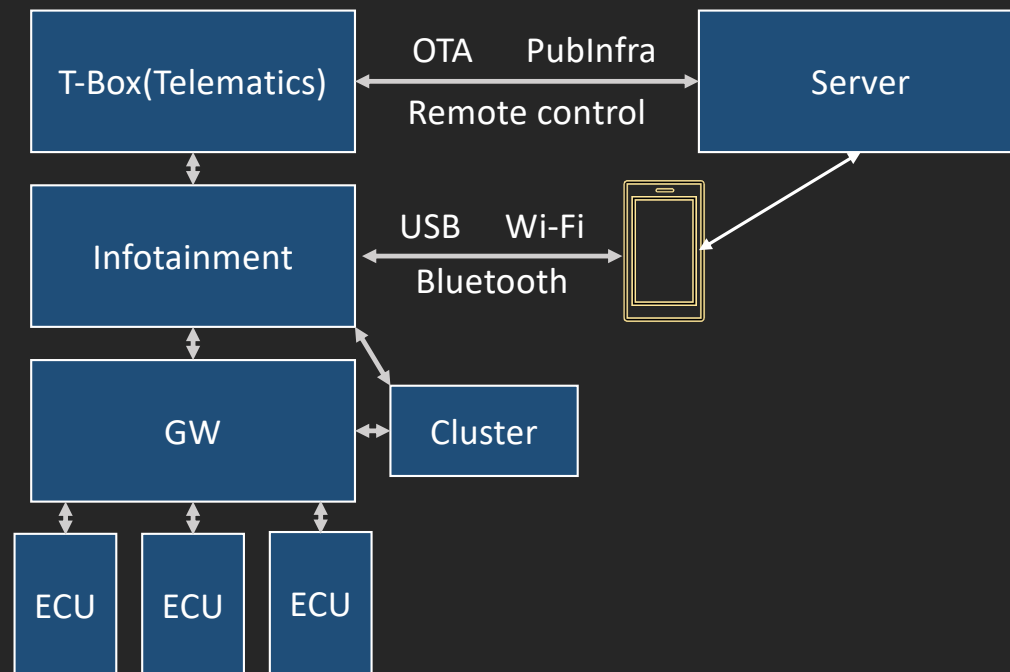 T-Box(Telematics)
OTA PubInfra
Remote control
Server
Infotainment
USB Wi-Fi
Bluetooth
GW
Cluster
ECU
ECU
ECU